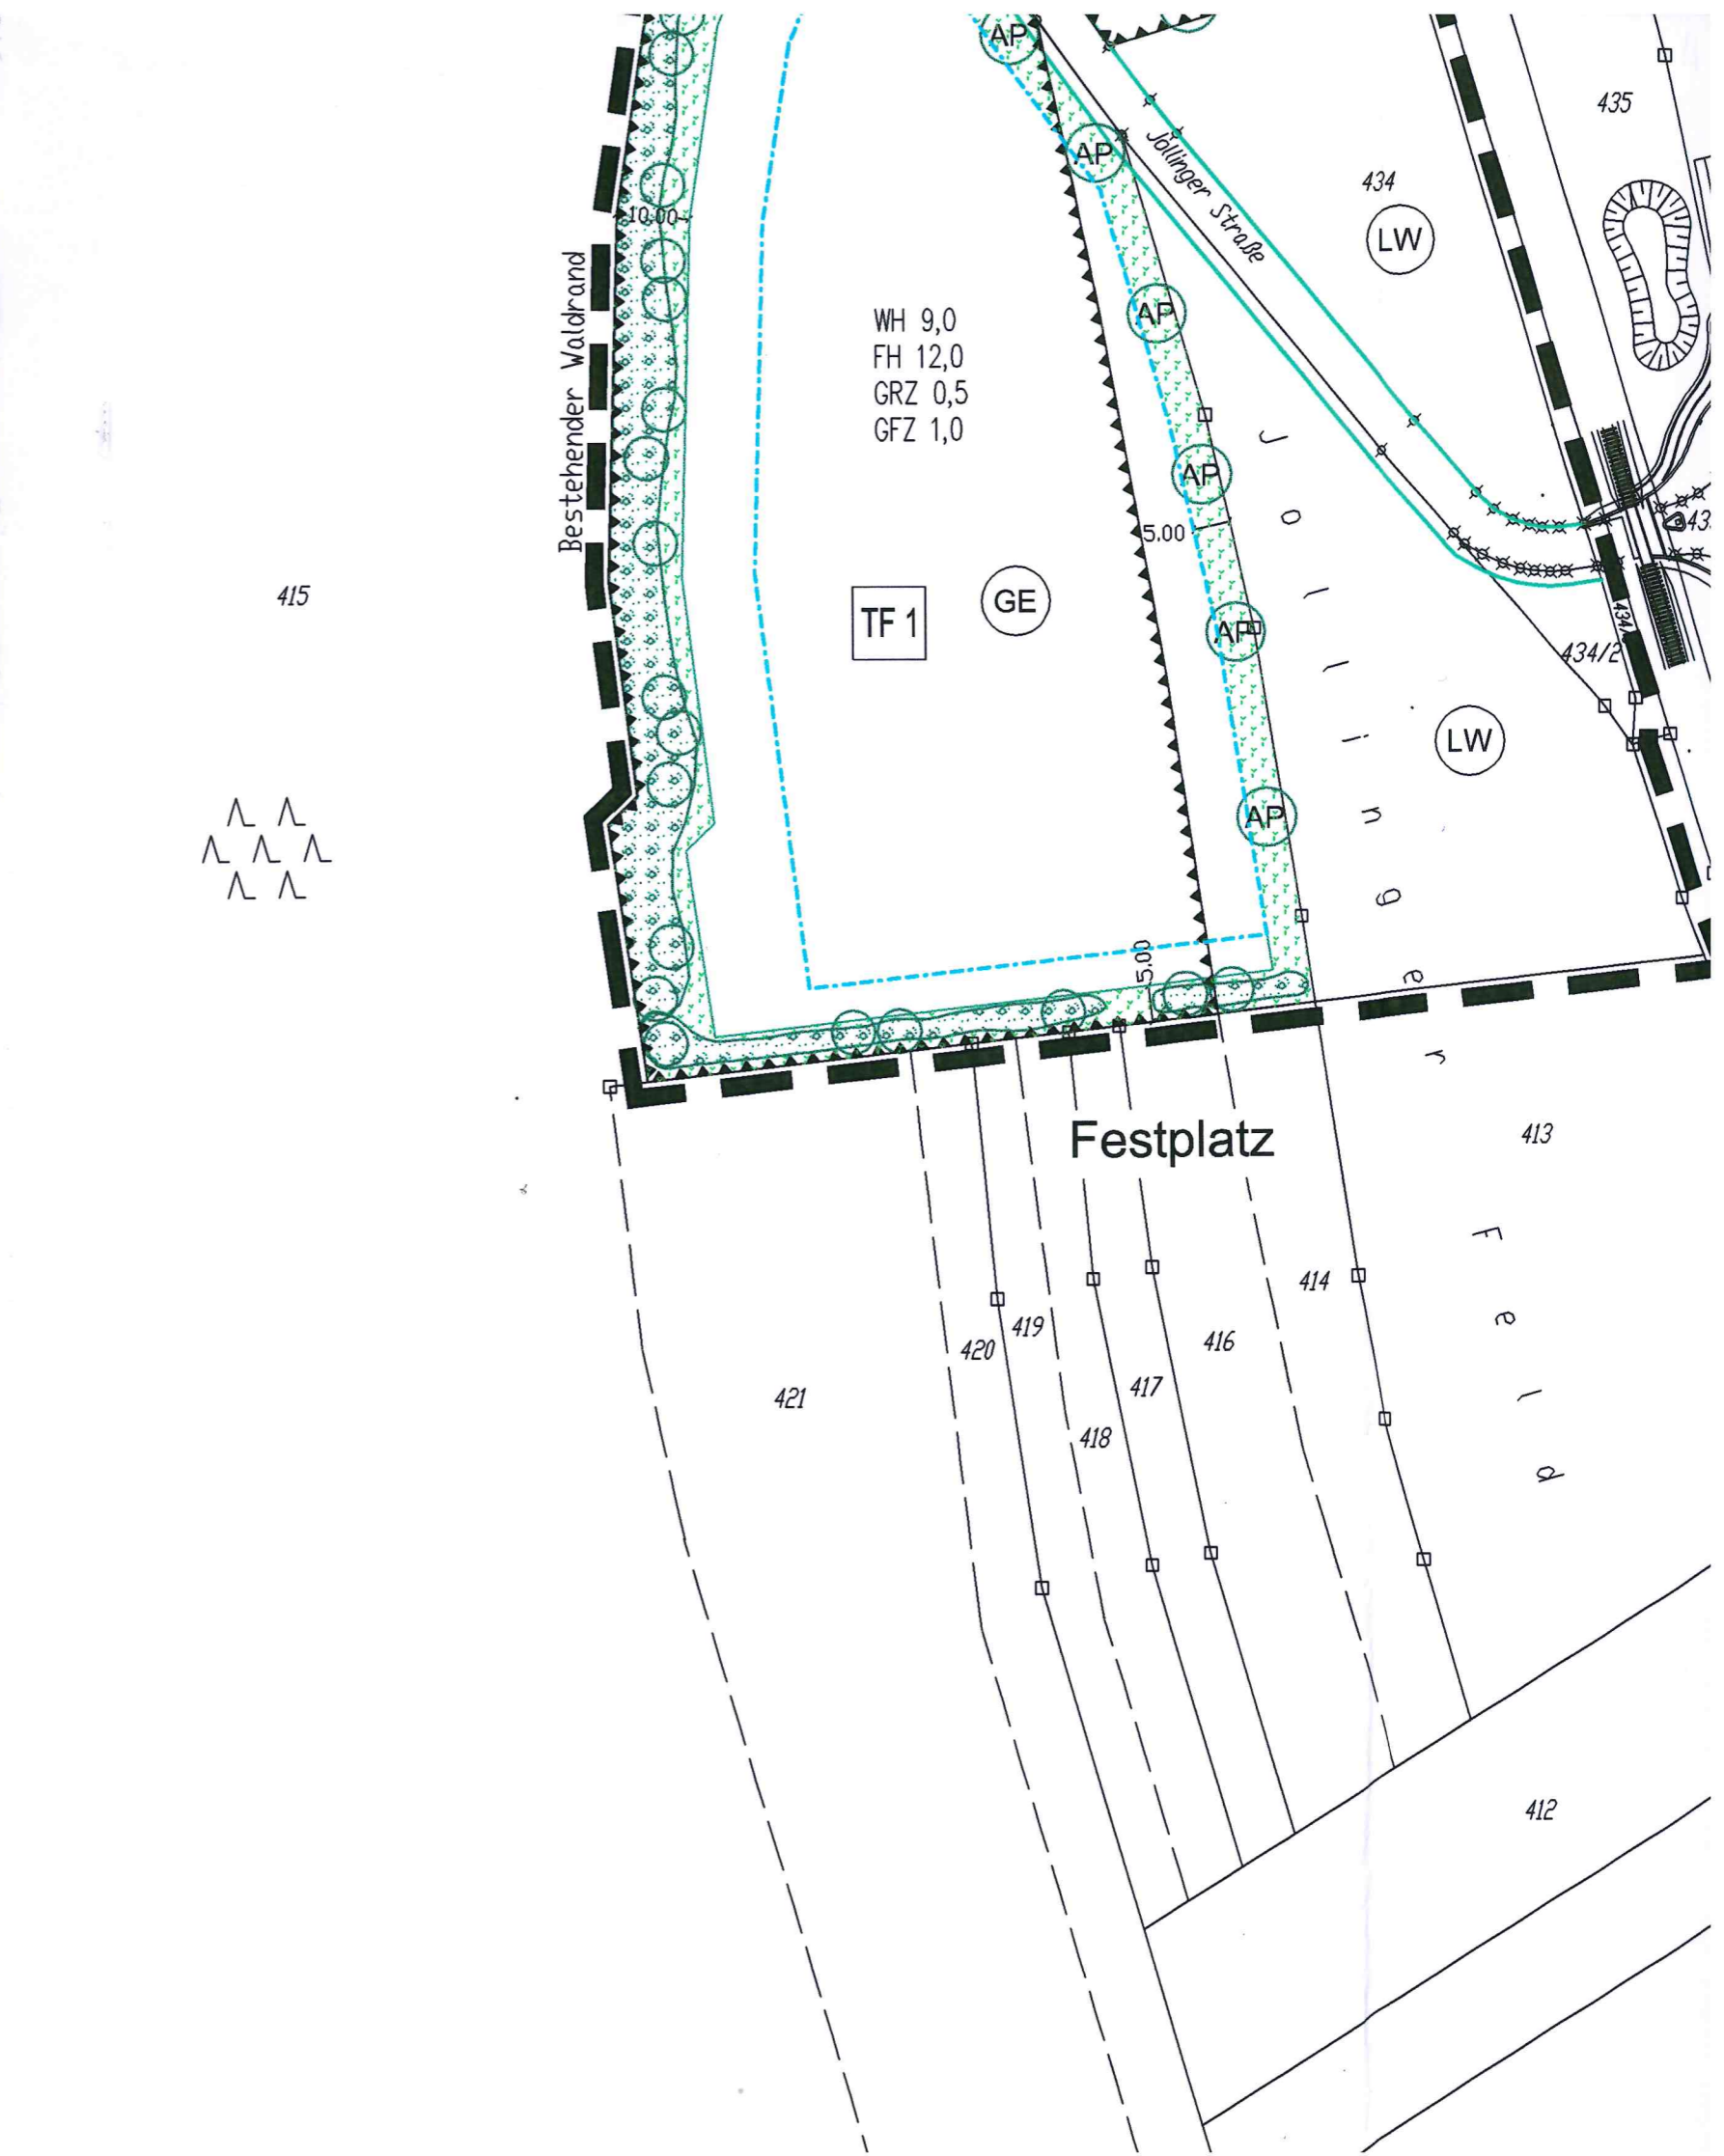 AP
435
AP
Jollinger Straße
434
LW
10.00
Bestehender Waldrand
WH 9,0
FH 12,0
GRZ 0,5
GFZ 1,0
AP
AP
5.00
415
TF 1
GE
AP
434/2
LW
AP
5.00
Jollinger Feld
Festplatz
413
414
419
416
420
417
421
418
412